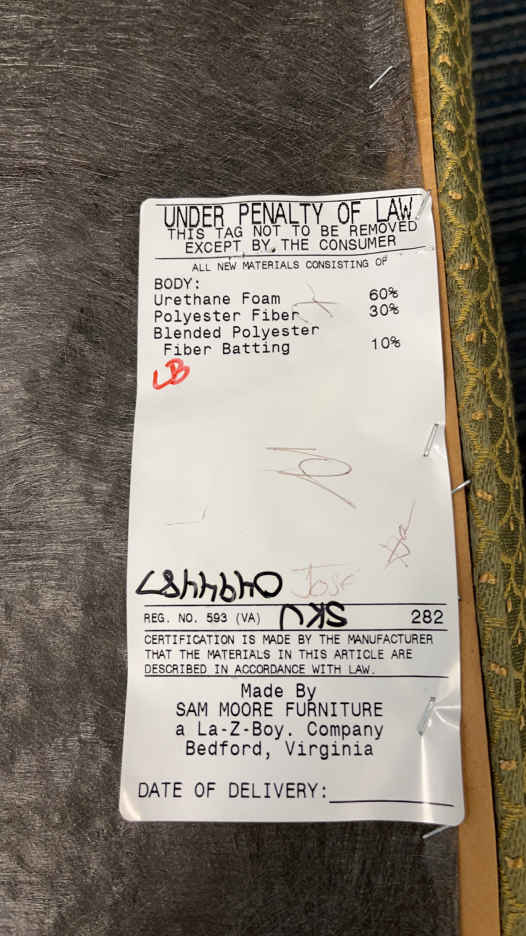 UNDER PENALTY OF LAW
THIS TAG NOT TO BE REMOVED
EXCEPT BY THE CONSUMER
ALL NEW MATERIALS CONSISTING OF
BODY:
Urethane Foam 60%
Polyester Fiber 30%
Blended Polyester
Fiber Batting 10%
LB
JOSE
SKU
0494487
REG. NO. 593 (VA) 282
CERTIFICATION IS MADE BY THE MANUFACTURER
THAT THE MATERIALS IN THIS ARTICLE ARE
DESCRIBED IN ACCORDANCE WITH LAW.
Made By
SAM MOORE FURNITURE
a La-Z-Boy. Company
Bedford, Virginia
DATE OF DELIVERY: